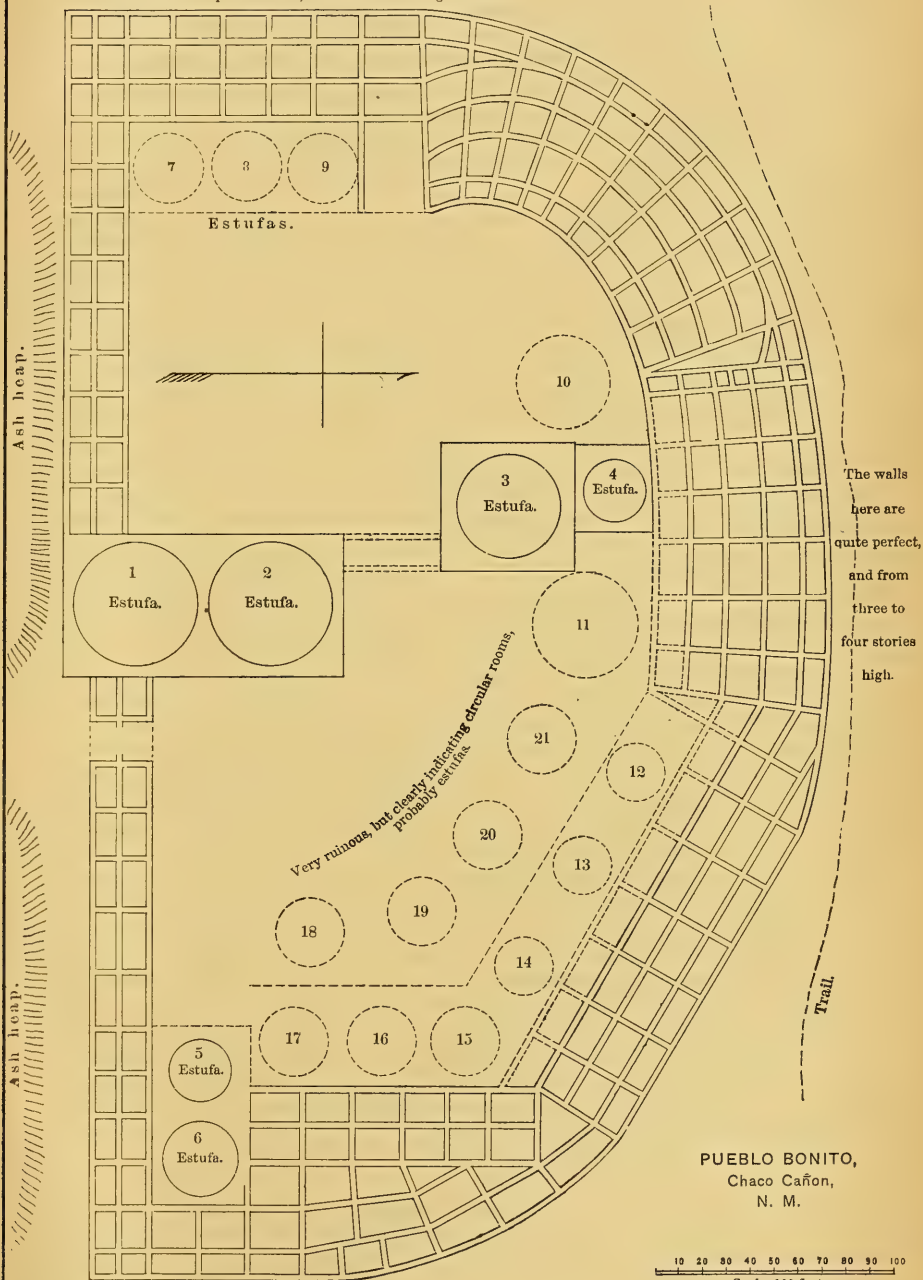 7
8
9
Estufas.
Ash heap.
10
3
Estufa.
4
Estufa.
The walls
here are
quite perfect,
and from
three to
four stories
high.
1
Estufa.
2
Estufa.
11
Very ruinous, but clearly indicating circular rooms,
probably estufas.
21
12
20
13
19
18
14
Ash heap.
Trail.
17
16
15
5
Estufa.
6
Estufa.
PUEBLO BONITO,
Chaco Cañon,
N. M.
10 20 30 40 50 60 70 80 90 100